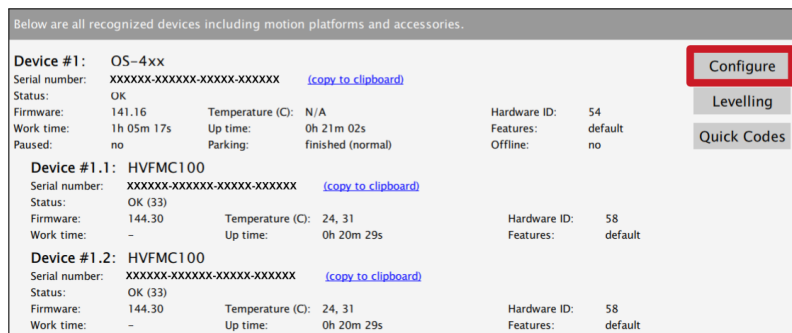 Below are all recognized devices including motion platforms and accessories.
Device #1: OS-4xx
Configure
Serial number: XXXXXX-XXXXXX-XXXXX-XXXXXX (copy to clipboard)
Status: OK
Levelling
Firmware: 141.16 Temperature (C): N/A Hardware ID: 54
Work time: 1h 05m 17s Up time: 0h 21m 02s Features: default
Quick Codes
Paused: no Parking: finished (normal) Offline: no
Device #1.1: HVFMC100
Serial number: XXXXXX-XXXXXX-XXXXX-XXXXXX (copy to clipboard)
Status: OK (33)
Firmware: 144.30 Temperature (C): 24, 31 Hardware ID: 58
Work time: – Up time: 0h 20m 29s Features: default
Device #1.2: HVFMC100
Serial number: XXXXXX-XXXXXX-XXXXX-XXXXXX (copy to clipboard)
Status: OK (33)
Firmware: 144.30 Temperature (C): 24, 31 Hardware ID: 58
Work time: – Up time: 0h 20m 29s Features: default